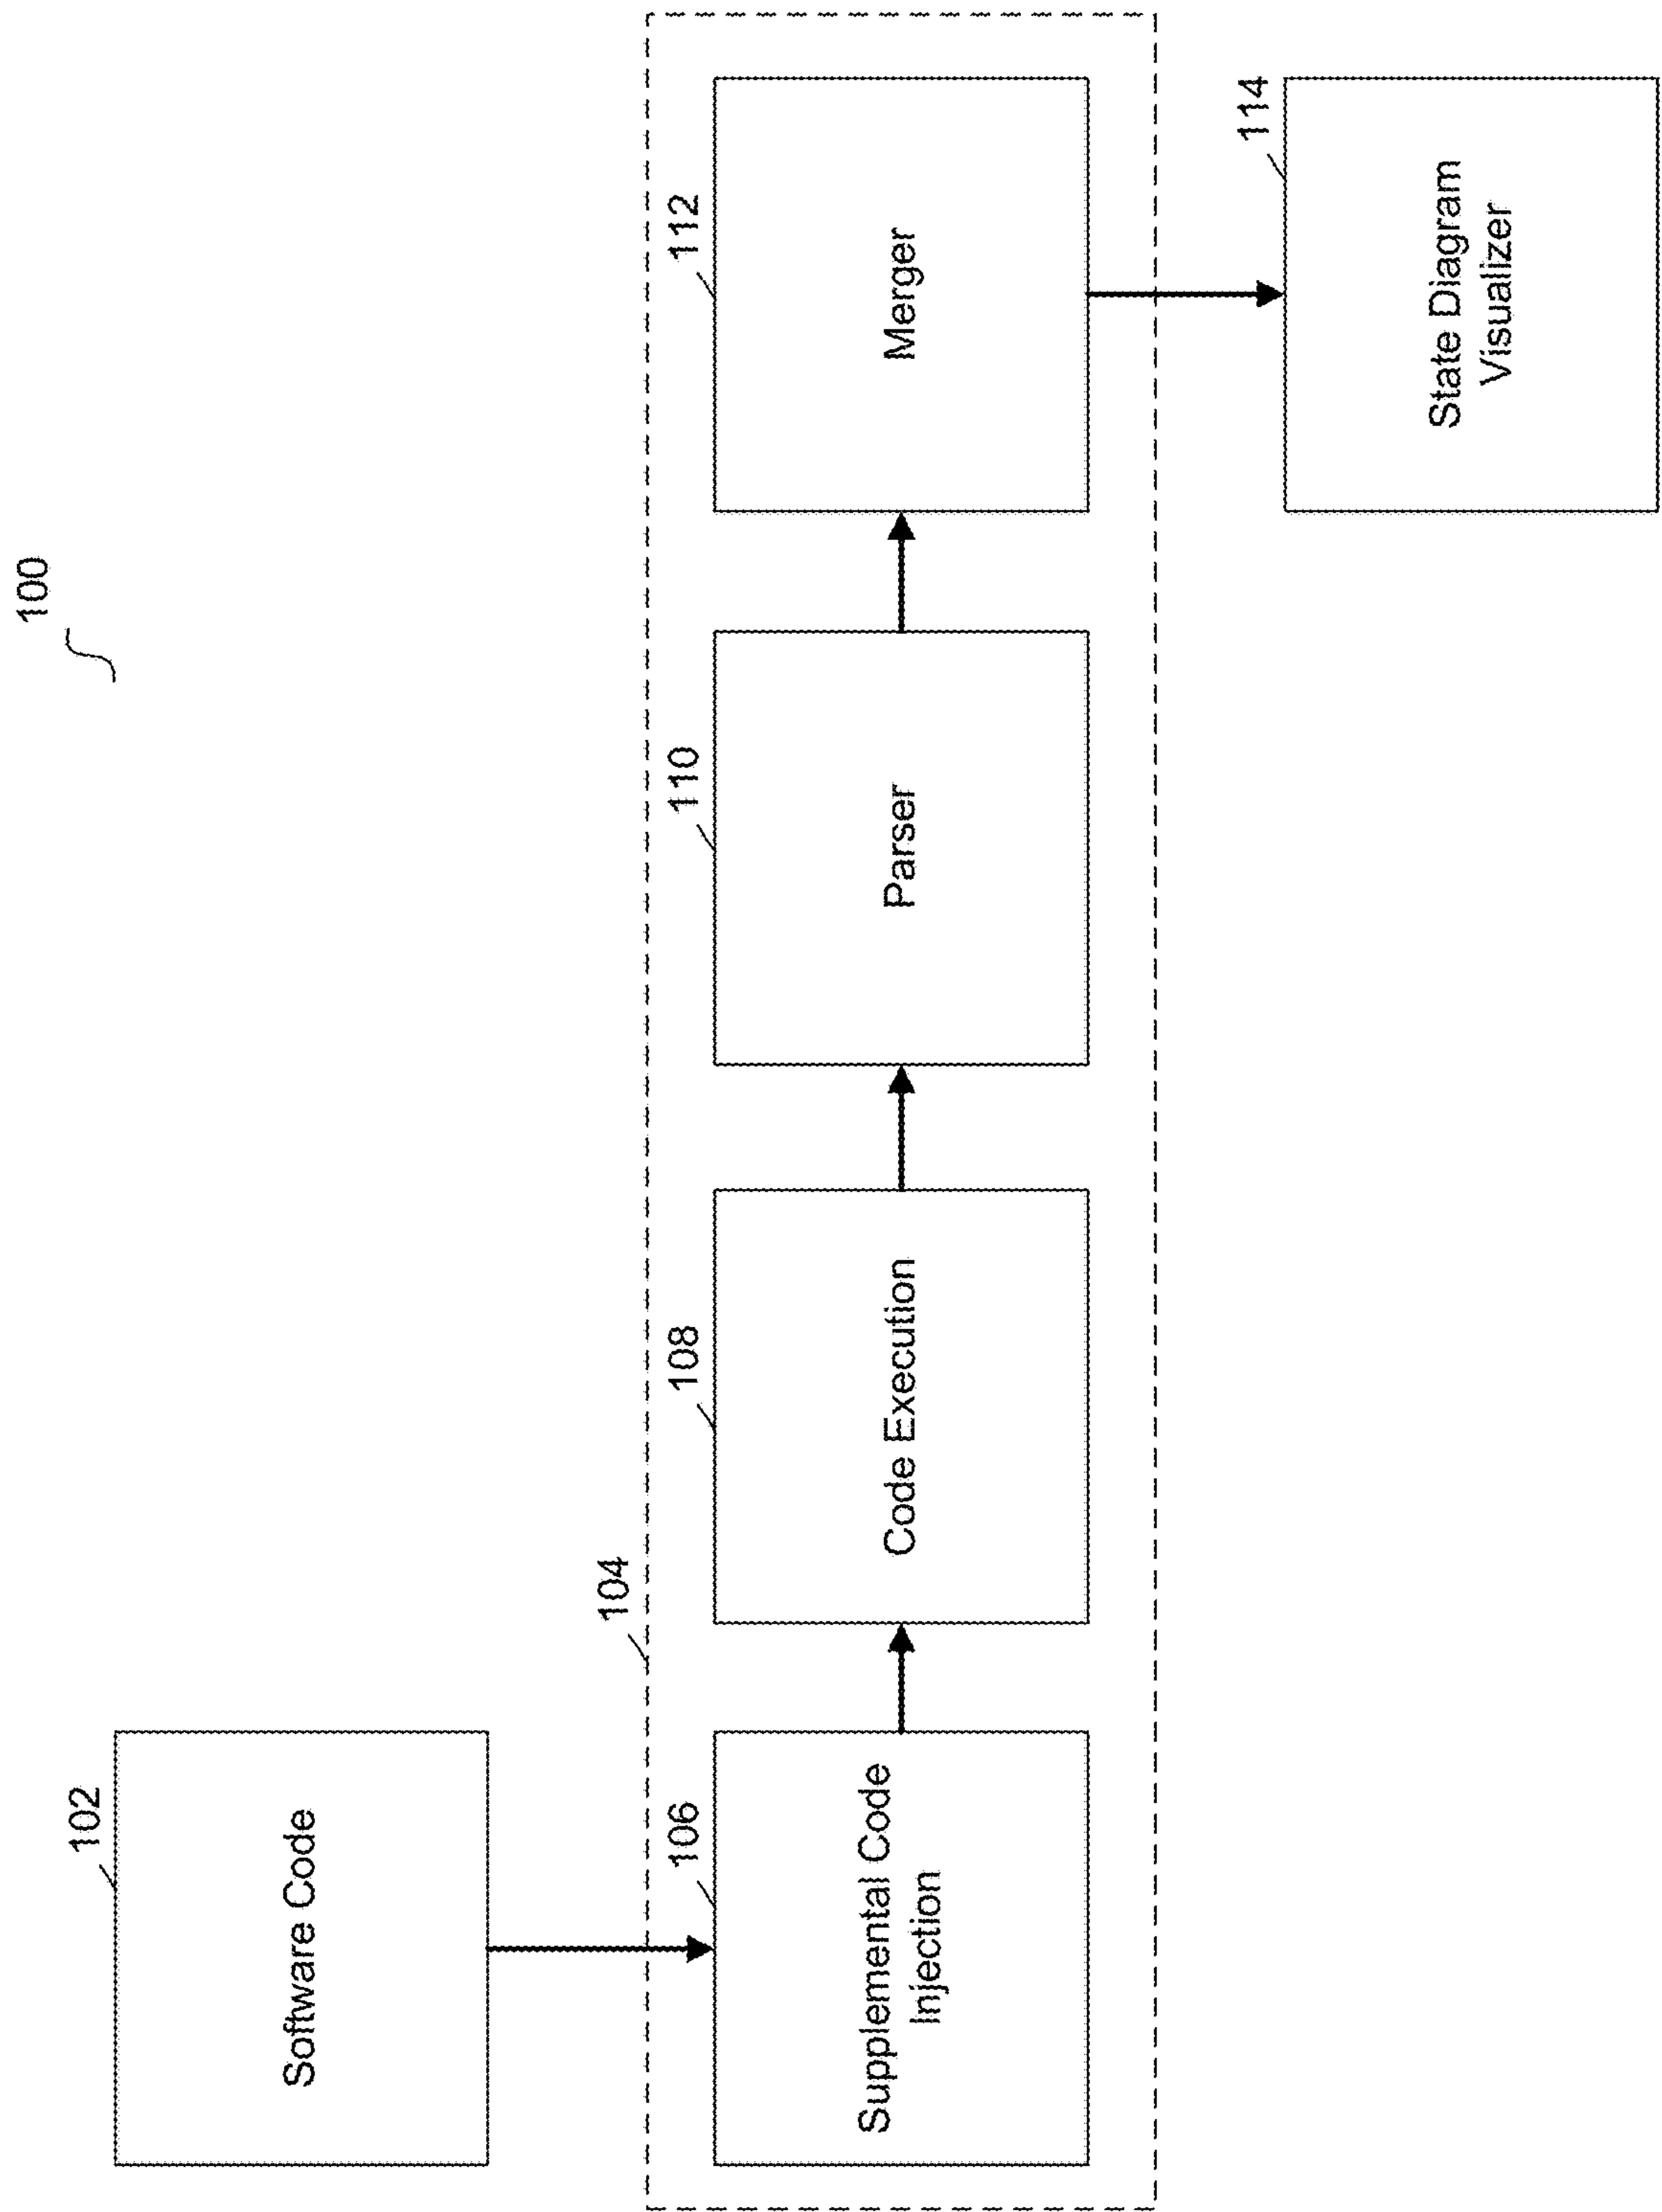 100
102
Software Code
104
106
Supplemental Code
Injection
108
Code Execution
110
Parser
112
Merger
114
State Diagram
Visualizer